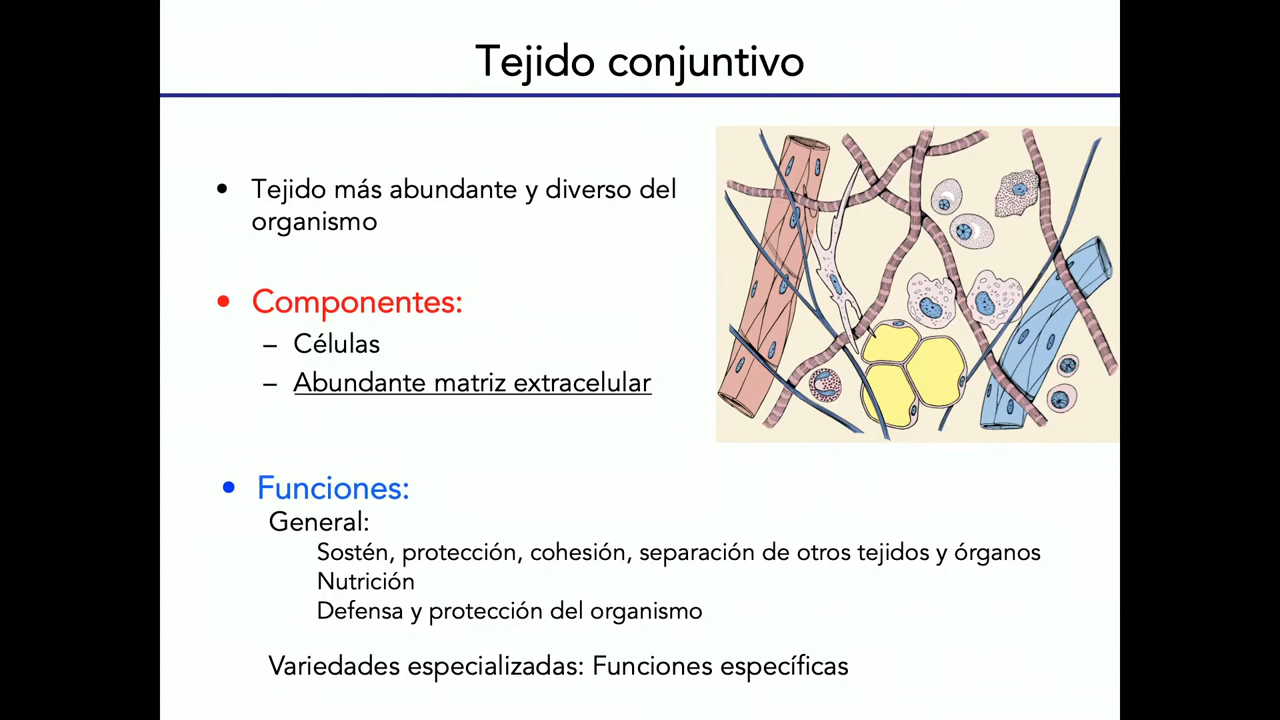 Tejido conjuntivo
• Tejido más abundante y diverso del
organismo
• Componentes:
– Células
– Abundante matriz extracelular
• Funciones:
General:
Sostén, protección, cohesión, separación de otros tejidos y órganos
Nutrición
Defensa y protección del organismo
Variedades especializadas: Funciones específicas